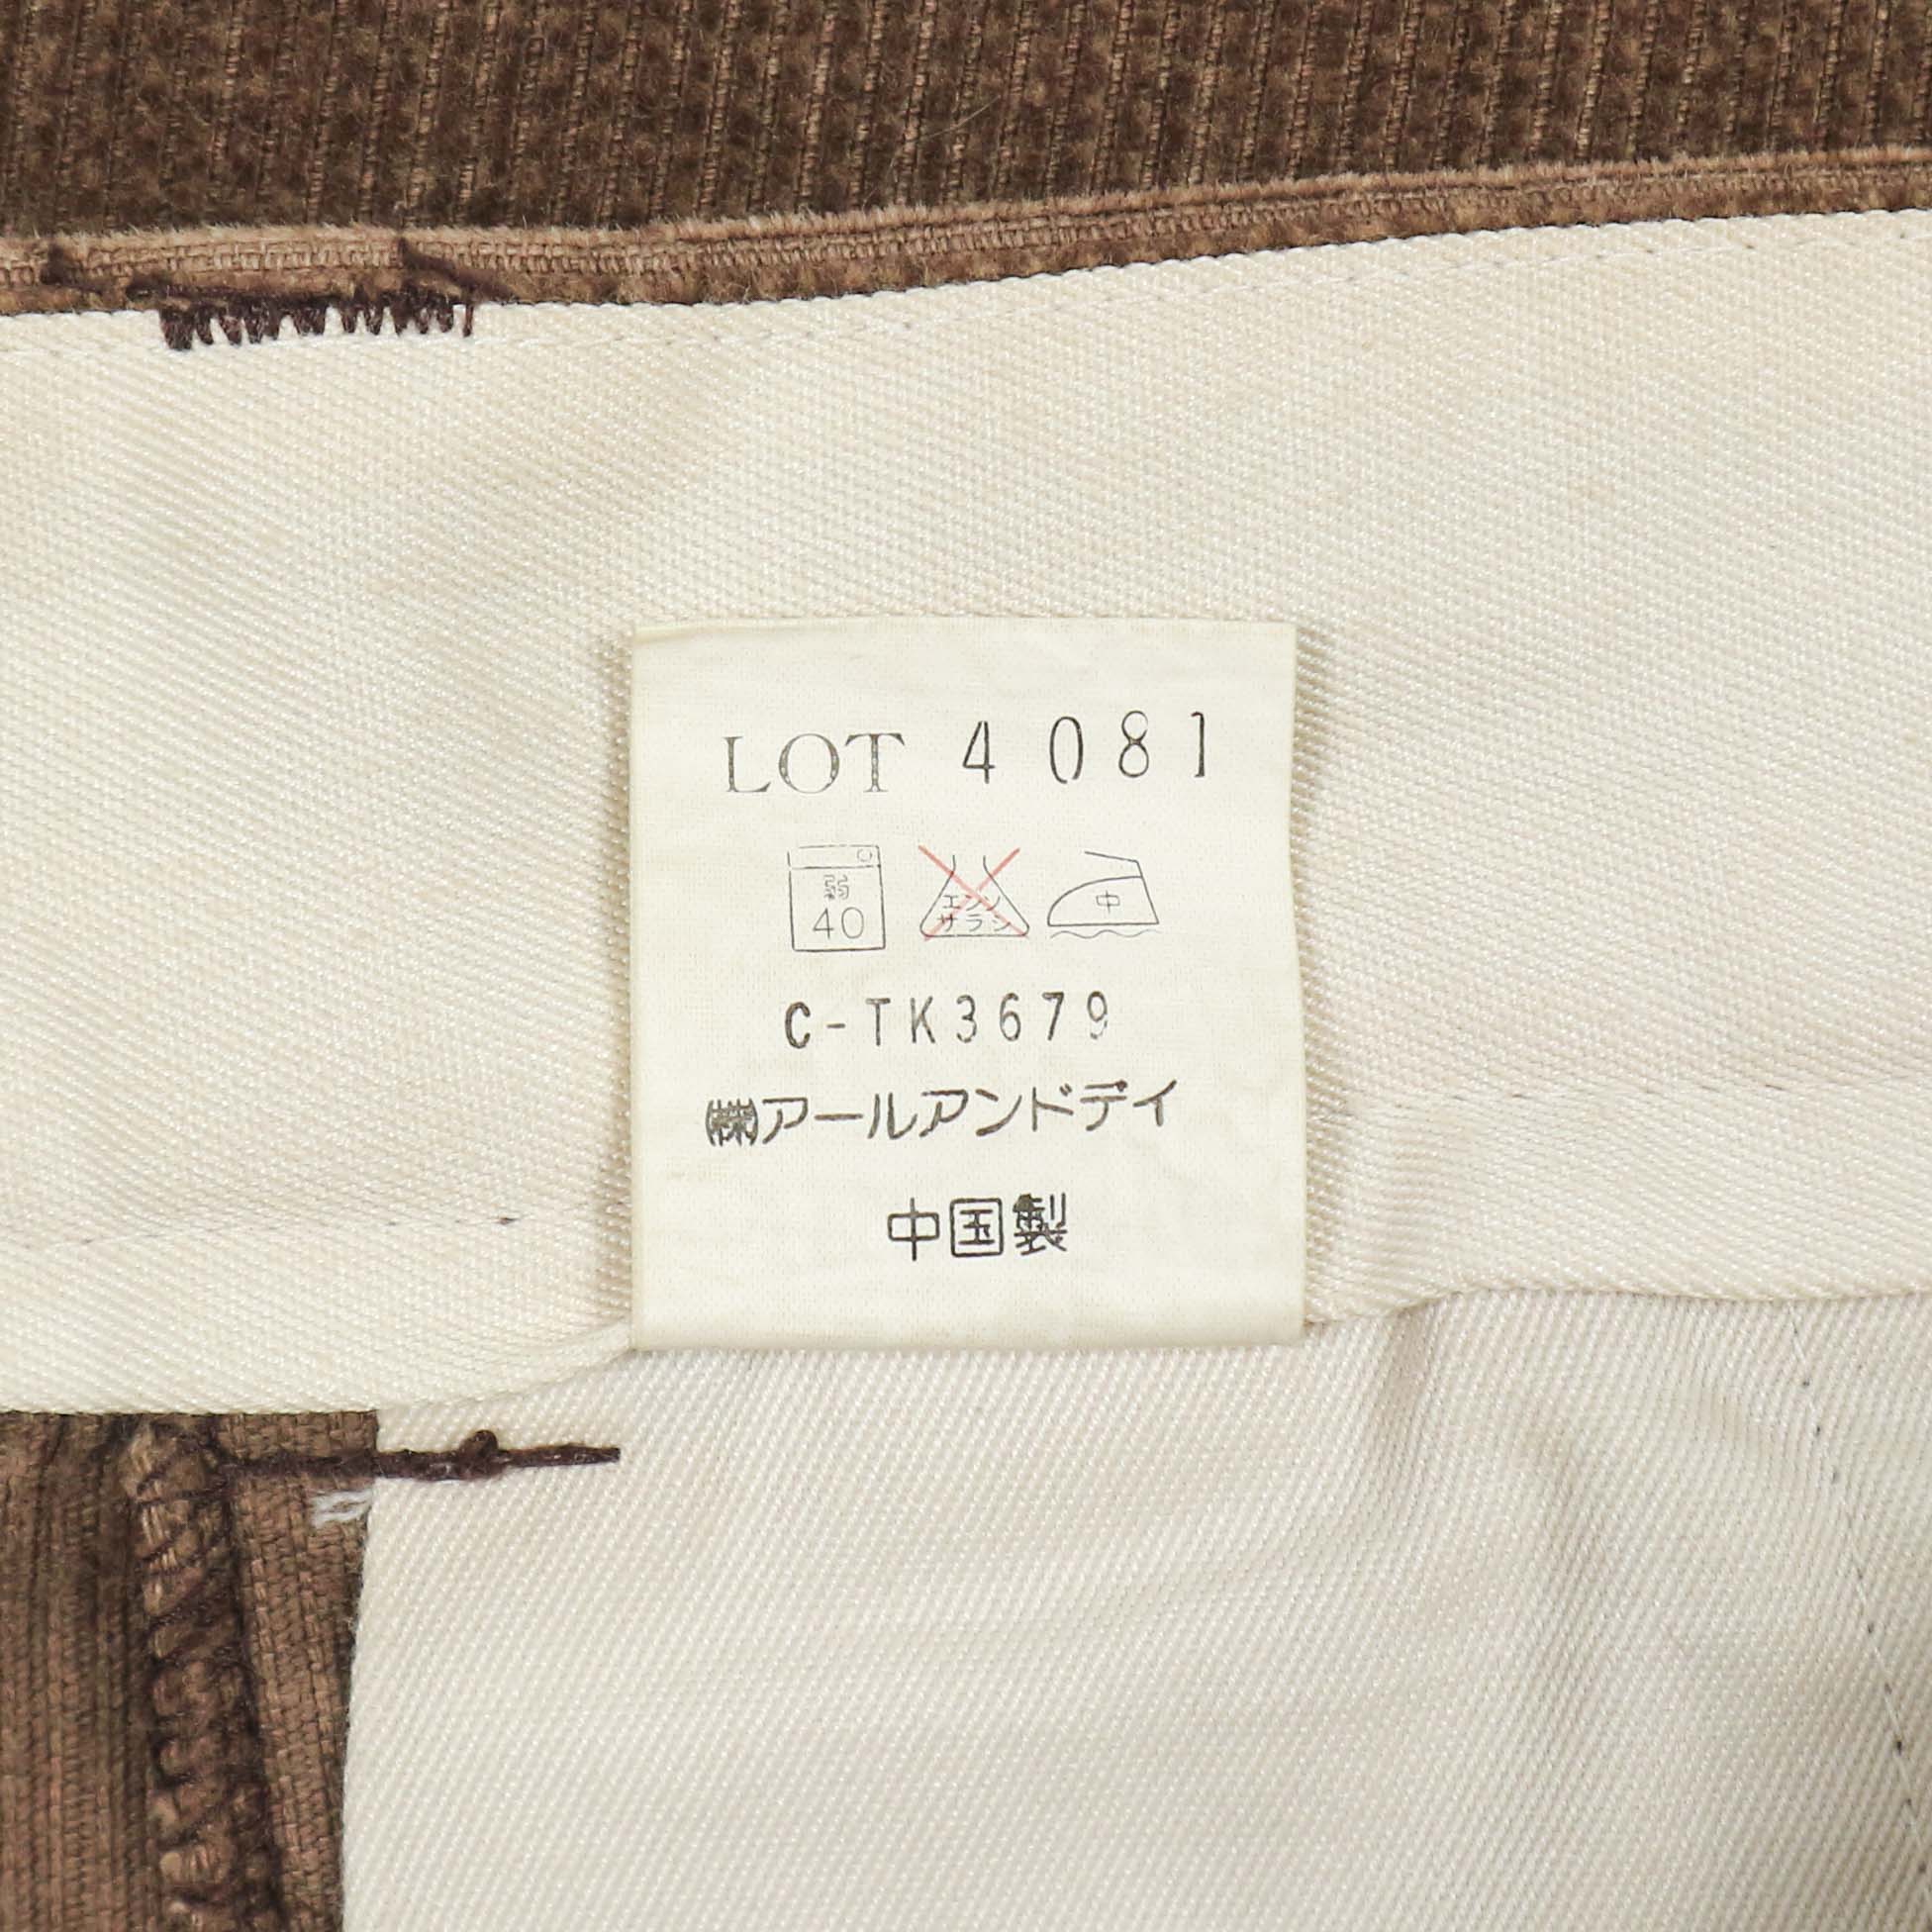 LOT 4081
弱 エンソ 中
40 サラシ
C-TK3679
㈱アールアンドデイ
中国製